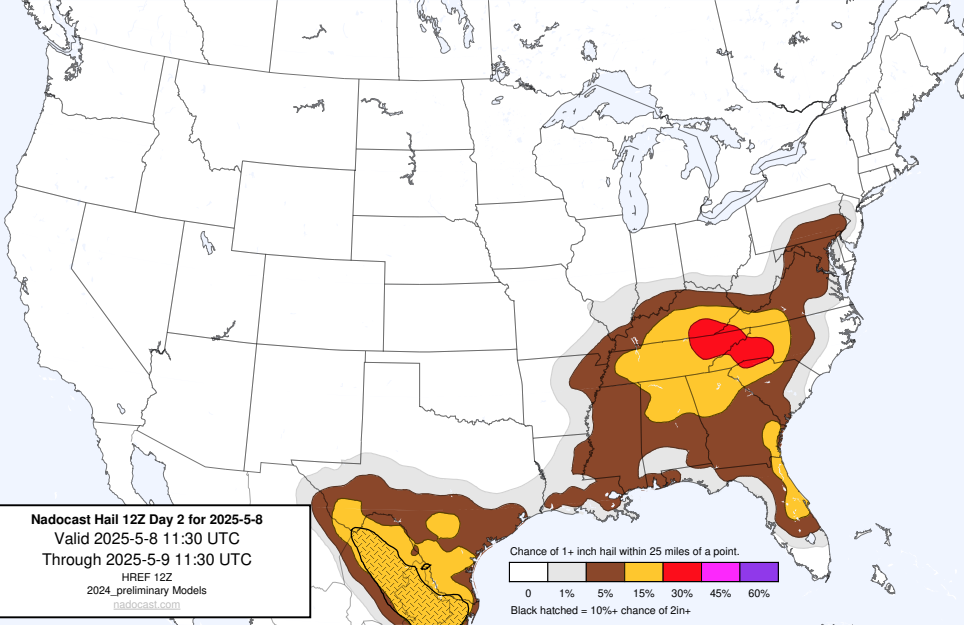 Nadocast Hail 12Z Day 2 for 2025-5-8
Valid 2025-5-8 11:30 UTC
Through 2025-5-9 11:30 UTC
HREF 12Z
2024_preliminary Models
nadocast.com
Chance of 1+ inch hail within 25 miles of a point.
0 1% 5% 15% 30% 45% 60%
Black hatched = 10%+ chance of 2in+